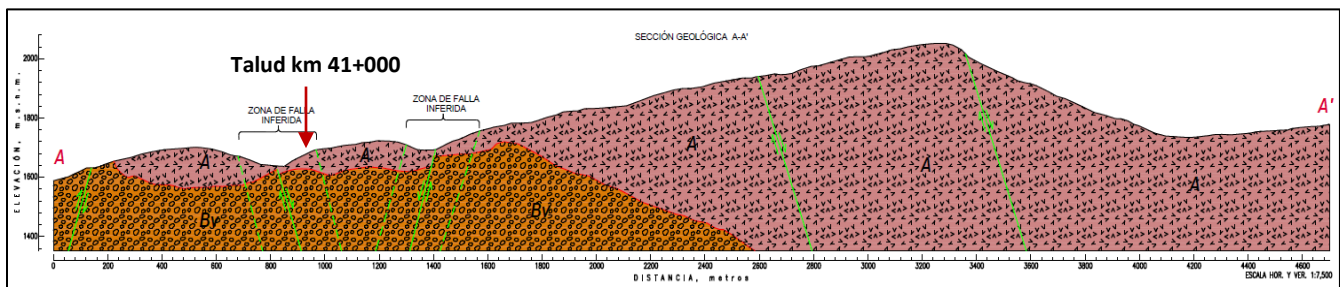 SECCIÓN GEOLÓGICA A-A'
Talud km 41+000
ZONA DE FALLA
INFERIDA
ZONA DE FALLA
INFERIDA
A
A'
A
A
A
A
A
Bv
Bv
ELEVACIÓN, m.s.n.m.
2000
1800
1600
1400
0 200 400 600 800 1000 1200 1400 1600 1800 2000 2200 2400 2600 2800 3000 3200 3400 3600 3800 4000 4200 4400 4600
DISTANCIA, metros
ESCALA HOR. Y VER. 1:7,500